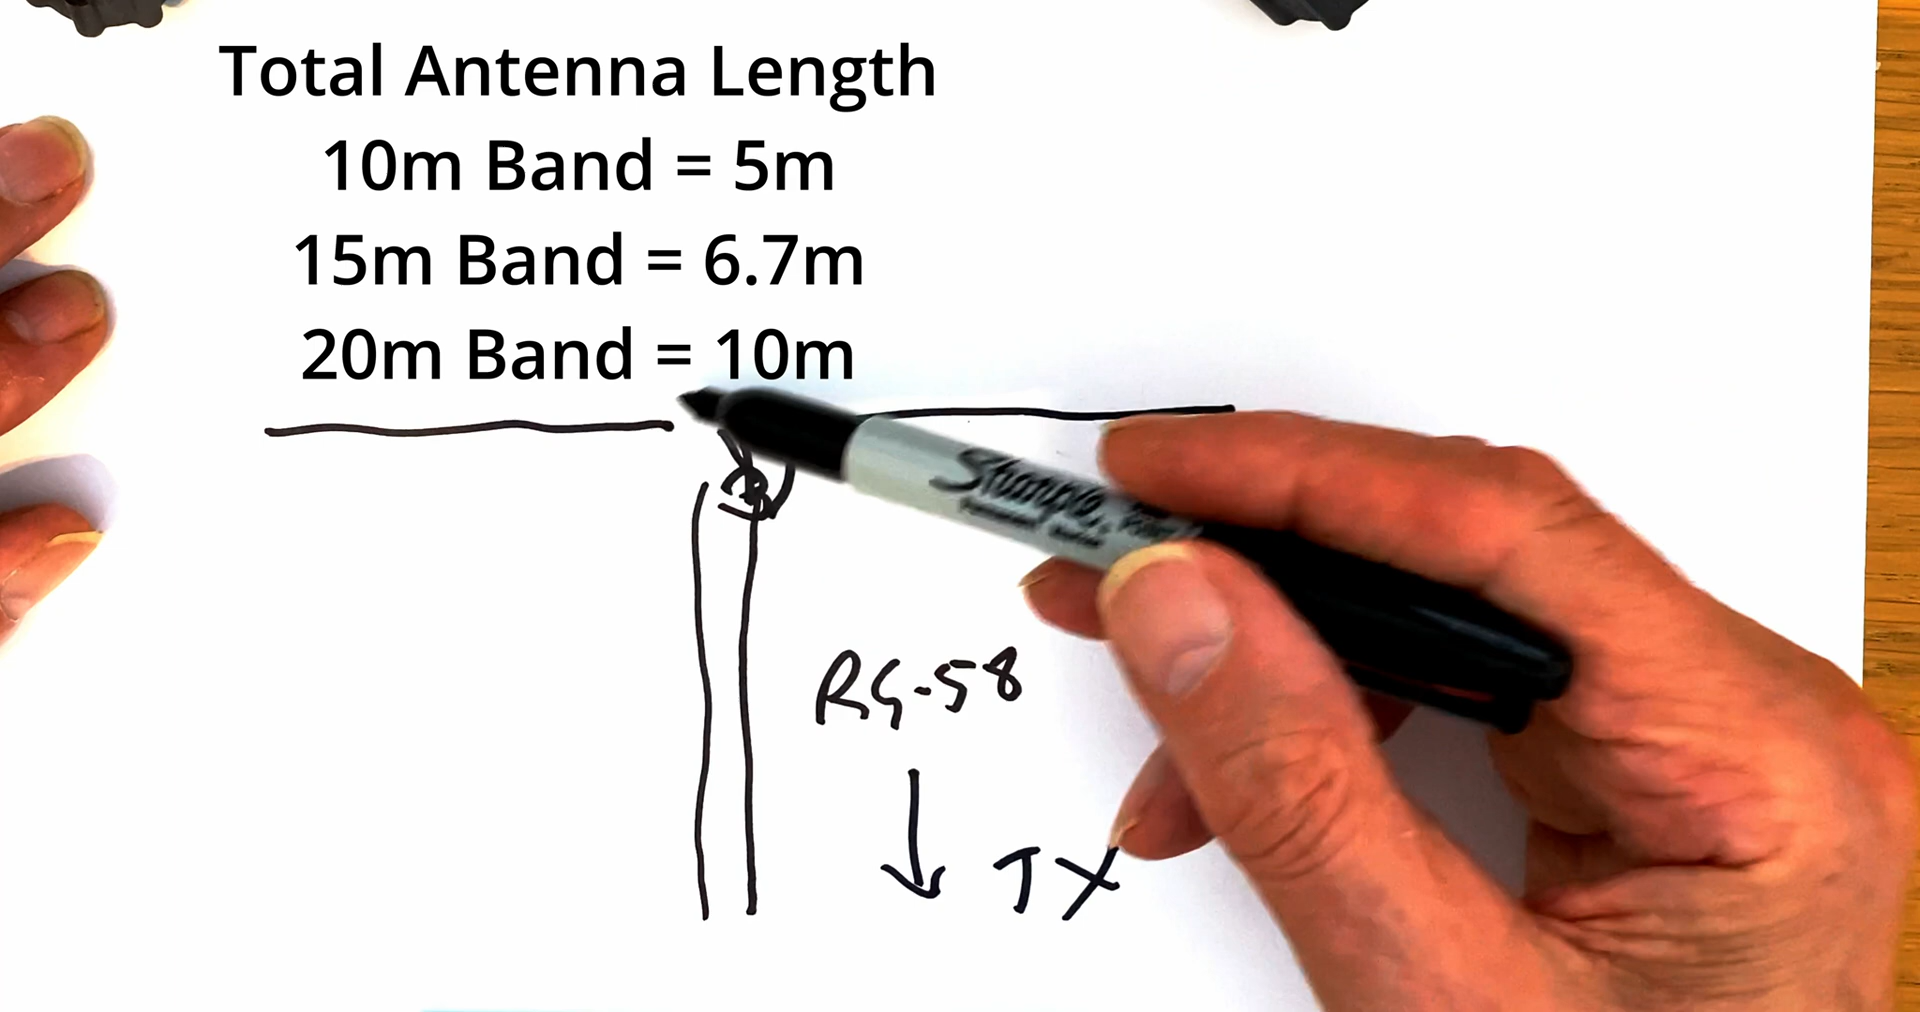 Total Antenna Length
10m Band = 5m
15m Band = 6.7m
20m Band = 10m
RG-58
TX